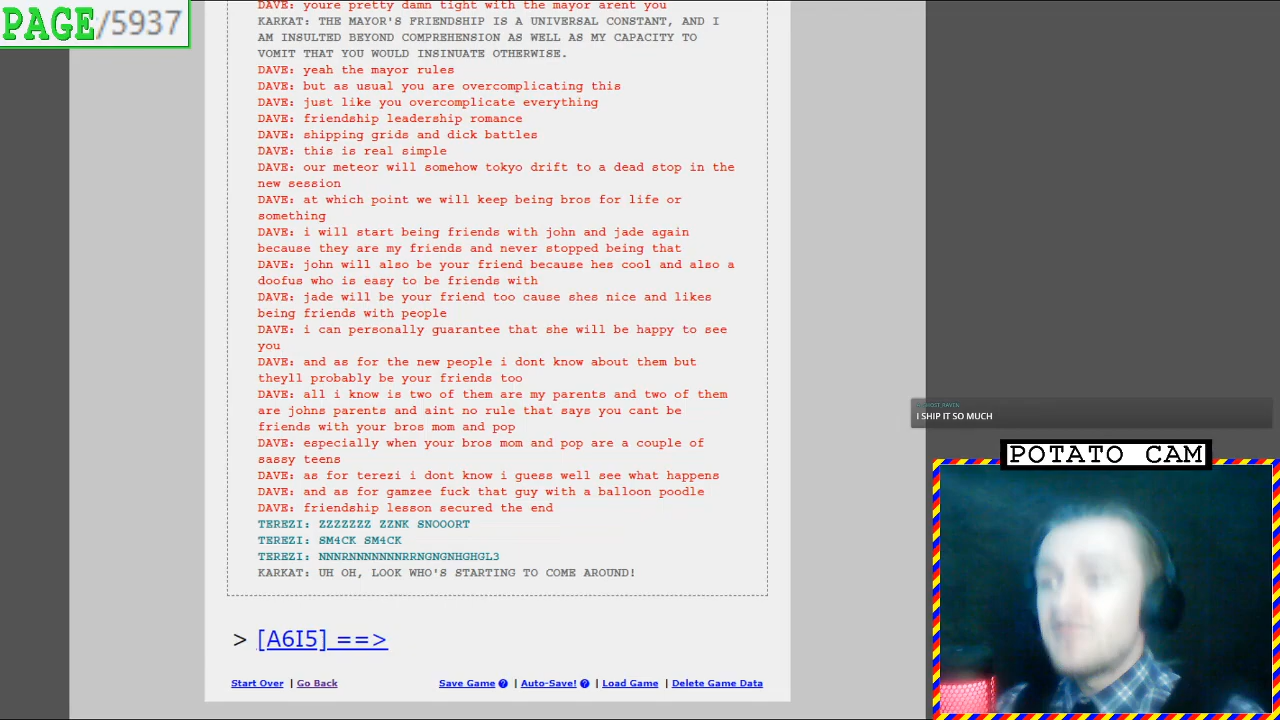 PAGE/5937
DAVE: youre pretty damn tight with the mayor arent you
KARKAT: THE MAYOR'S FRIENDSHIP IS A UNIVERSAL CONSTANT, AND I
AM INSULTED BEYOND COMPREHENSION AS WELL AS MY CAPACITY TO
VOMIT THAT YOU WOULD INSINUATE OTHERWISE.
DAVE: yeah the mayor rules
DAVE: but as usual you are overcomplicating this
DAVE: just like you overcomplicate everything
DAVE: friendship leadership romance
DAVE: shipping grids and dick battles
DAVE: this is real simple
DAVE: our meteor will somehow tokyo drift to a dead stop in the
new session
DAVE: at which point we will keep being bros for life or
something
DAVE: i will start being friends with john and jade again
because they are my friends and never stopped being that
DAVE: john will also be your friend because hes cool and also a
doofus who is easy to be friends with
DAVE: jade will be your friend too cause shes nice and likes
being friends with people
DAVE: i can personally guarantee that she will be happy to see
you
DAVE: and as for the new people i dont know about them but
theyll probably be your friends too
DAVE: all i know is two of them are my parents and two of them
are johns parents and aint no rule that says you cant be
friends with your bros mom and pop
DAVE: especially when your bros mom and pop are a couple of
sassy teens
DAVE: as for terezi i dont know i guess well see what happens
DAVE: and as for gamzee fuck that guy with a balloon poodle
DAVE: friendship lesson secured the end
TEREZI: ZZZZZZZ ZZNK SNOOORT
TEREZI: SM4CK SM4CK
TEREZI: NNNRNNNNNNNNRRNGNGNHGHGL3
KARKAT: UH OH, LOOK WHO'S STARTING TO COME AROUND!
> [A6I5] ==>
Start Over | Go Back
Save Game ? | Auto-Save! ? | Load Game | Delete Game Data
I SHIP IT SO MUCH
POTATO CAM